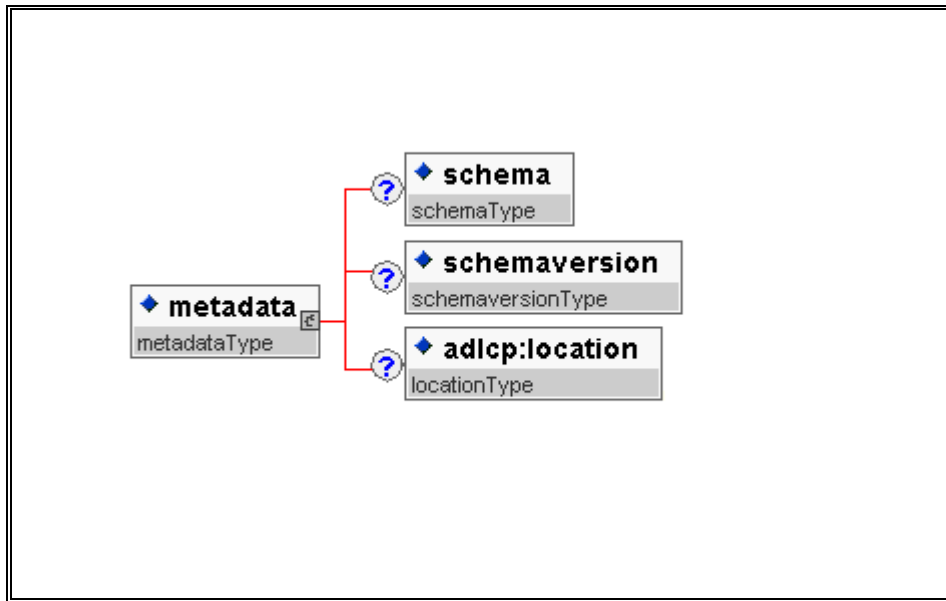 schema
schemaType
schemaversion
schemaversionType
metadata
metadataType
adlcp:location
locationType